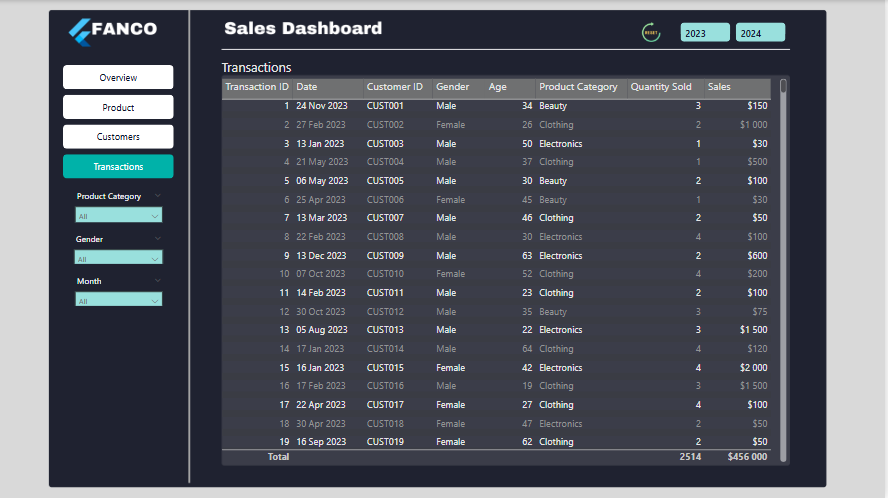 FANCO
Sales Dashboard
RESET
2023
2024
Overview
Product
Customers
Transactions
Product Category
All
Gender
All
Month
All
Transactions
Transaction ID Date Customer ID Gender Age Product Category Quantity Sold Sales
1 24 Nov 2023 CUST001 Male 34 Beauty 3 $150
2 27 Feb 2023 CUST002 Female 26 Clothing 2 $1 000
3 13 Jan 2023 CUST003 Male 50 Electronics 1 $30
4 21 May 2023 CUST004 Male 37 Clothing 1 $500
5 06 May 2023 CUST005 Male 30 Beauty 2 $100
6 25 Apr 2023 CUST006 Female 45 Beauty 1 $30
7 13 Mar 2023 CUST007 Male 46 Clothing 2 $50
8 22 Feb 2023 CUST008 Male 30 Electronics 4 $100
9 13 Dec 2023 CUST009 Male 63 Electronics 2 $600
10 07 Oct 2023 CUST010 Female 52 Clothing 4 $200
11 14 Feb 2023 CUST011 Male 23 Clothing 2 $100
12 30 Oct 2023 CUST012 Male 35 Beauty 3 $75
13 05 Aug 2023 CUST013 Male 22 Electronics 3 $1 500
14 17 Jan 2023 CUST014 Male 64 Clothing 4 $120
15 16 Jan 2023 CUST015 Female 42 Electronics 4 $2 000
16 17 Feb 2023 CUST016 Male 19 Clothing 3 $1 500
17 22 Apr 2023 CUST017 Female 27 Clothing 4 $100
18 30 Apr 2023 CUST018 Female 47 Electronics 2 $50
19 16 Sep 2023 CUST019 Female 62 Clothing 2 $50
Total 2514 $456 000